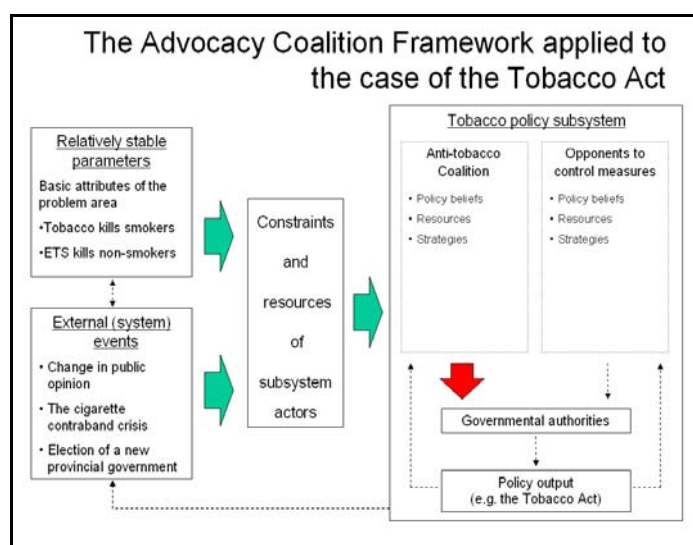 The Advocacy Coalition Framework applied to
the case of the Tobacco Act
Relatively stable
parameters
Basic attributes of the
problem area
•Tobacco kills smokers
•ETS kills non-smokers
External (system)
events
• Change in public
opinion
• The cigarette
contraband crisis
• Election of a new
provincial government
Constraints
and
resources
of
subsystem
actors
Tobacco policy subsystem
Anti-tobacco
Coalition
• Policy beliefs
• Resources
• Strategies
Opponents to
control measures
• Policy beliefs
• Resources
• Strategies
Governmental authorities
Policy output
(e.g. the Tobacco Act)